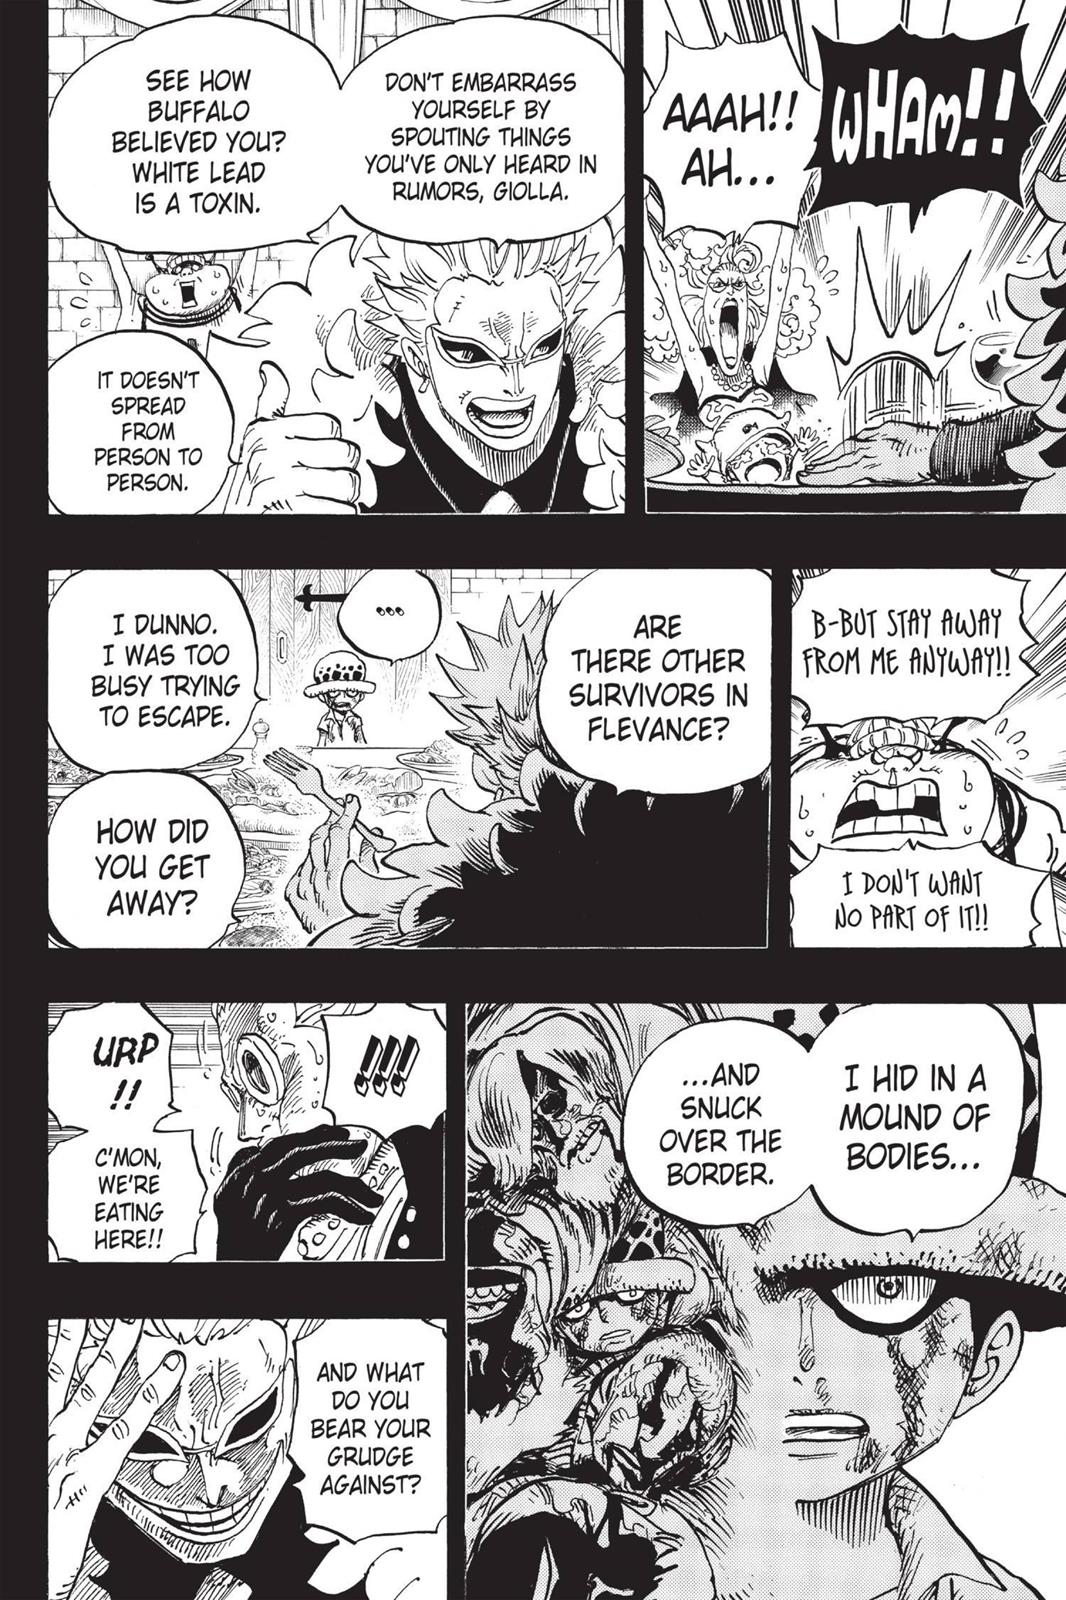 WHAM!!
AAAH!!
AH...
DON'T EMBARRASS
YOURSELF BY
SPOUTING THINGS
YOU'VE ONLY HEARD IN
RUMORS, GIOLLA.
SEE HOW
BUFFALO
BELIEVED YOU?
WHITE LEAD
IS A TOXIN.
IT DOESN'T
SPREAD
FROM
PERSON TO
PERSON.
B-BUT STAY AWAY
FROM ME ANYWAY!!
I DON'T WANT
NO PART OF IT!!
ARE
THERE OTHER
SURVIVORS IN
FLEVANCE?
...
I DUNNO.
I WAS TOO
BUSY TRYING
TO ESCAPE.
HOW DID
YOU GET
AWAY?
I HID IN A
MOUND OF
BODIES...
...AND
SNUCK
OVER THE
BORDER.
!!!
URP
!!
C'MON,
WE'RE
EATING
HERE!!
AND WHAT
DO YOU
BEAR YOUR
GRUDGE
AGAINST?